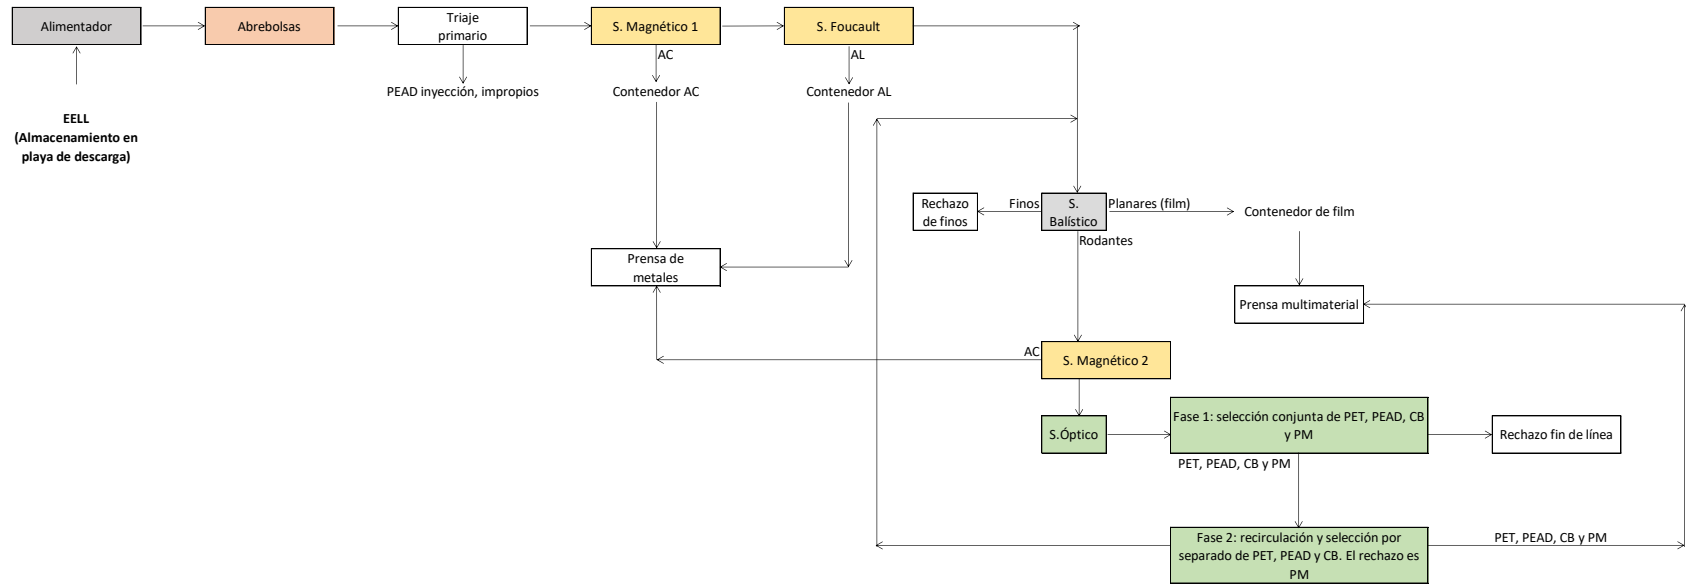 Alimentador
Abrebolsas
Triaje
primario
S. Magnético 1
S. Foucault
AC
AL
PEAD inyección, impropios
Contenedor AC
Contenedor AL
EELL
(Almacenamiento en
playa de descarga)
Rechazo
de finos
Finos
S.
Balístico
Planares (film)
Contenedor de film
Rodantes
Prensa de
metales
Prensa multimaterial
AC
S. Magnético 2
S.Óptico
Fase 1: selección conjunta de PET, PEAD, CB
y PM
Rechazo fin de línea
PET, PEAD, CB y PM
Fase 2: recirculación y selección por
separado de PET, PEAD y CB. El rechazo es
PM
PET, PEAD, CB y PM